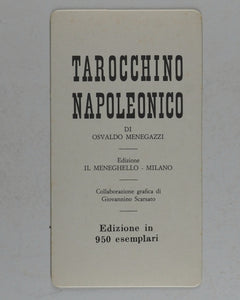 TAROCCHINO
NAPOLEONICO
DI
OSVALDO MENEGAZZI
Edizione
IL MENEGHELLO - MILANO
Collaborazione grafica di
Giovannino Scarsato
Edizione in
950 esemplari